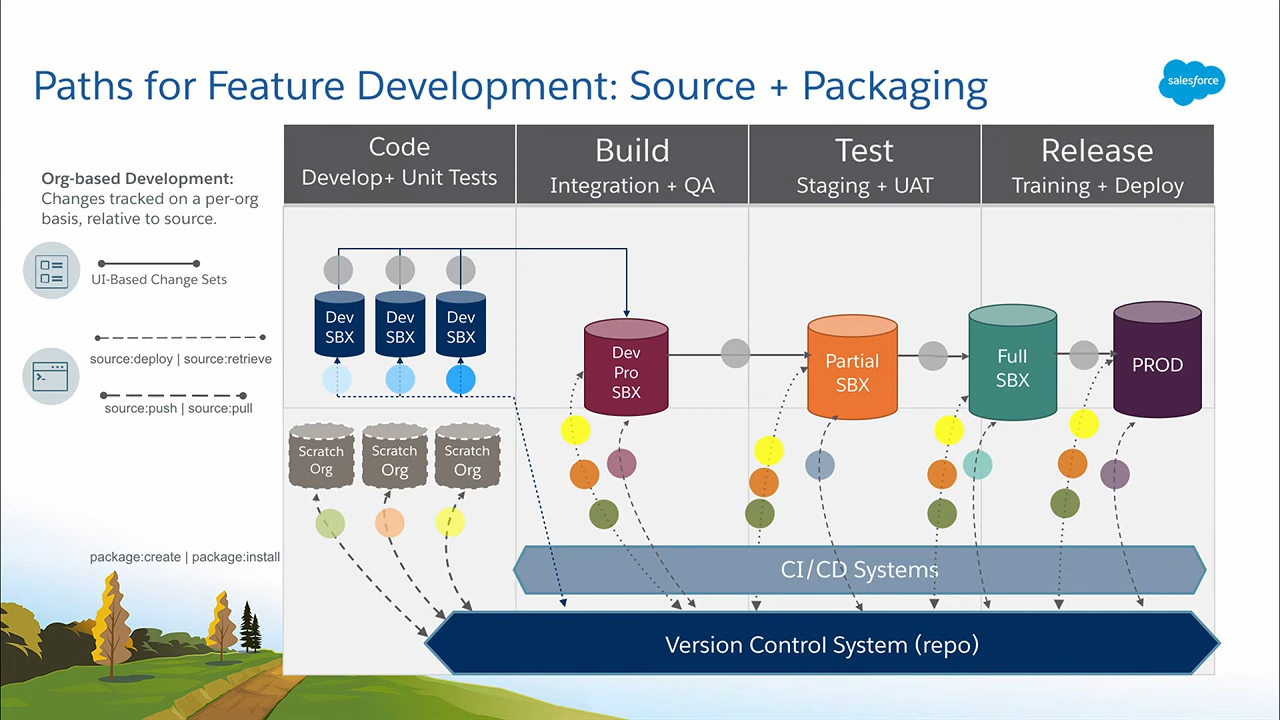 Paths for Feature Development: Source + Packaging
salesforce
Code
Develop+ Unit Tests
Build
Integration + QA
Test
Staging + UAT
Release
Training + Deploy
Org-based Development:
Changes tracked on a per-org
basis, relative to source.
UI-Based Change Sets
source:deploy | source:retrieve
source:push | source:pull
package:create | package:install
Dev
SBX
Dev
SBX
Dev
SBX
Dev
Pro
SBX
Partial
SBX
Full
SBX
PROD
Scratch
Org
Scratch
Org
Scratch
Org
CI/CD Systems
Version Control System (repo)